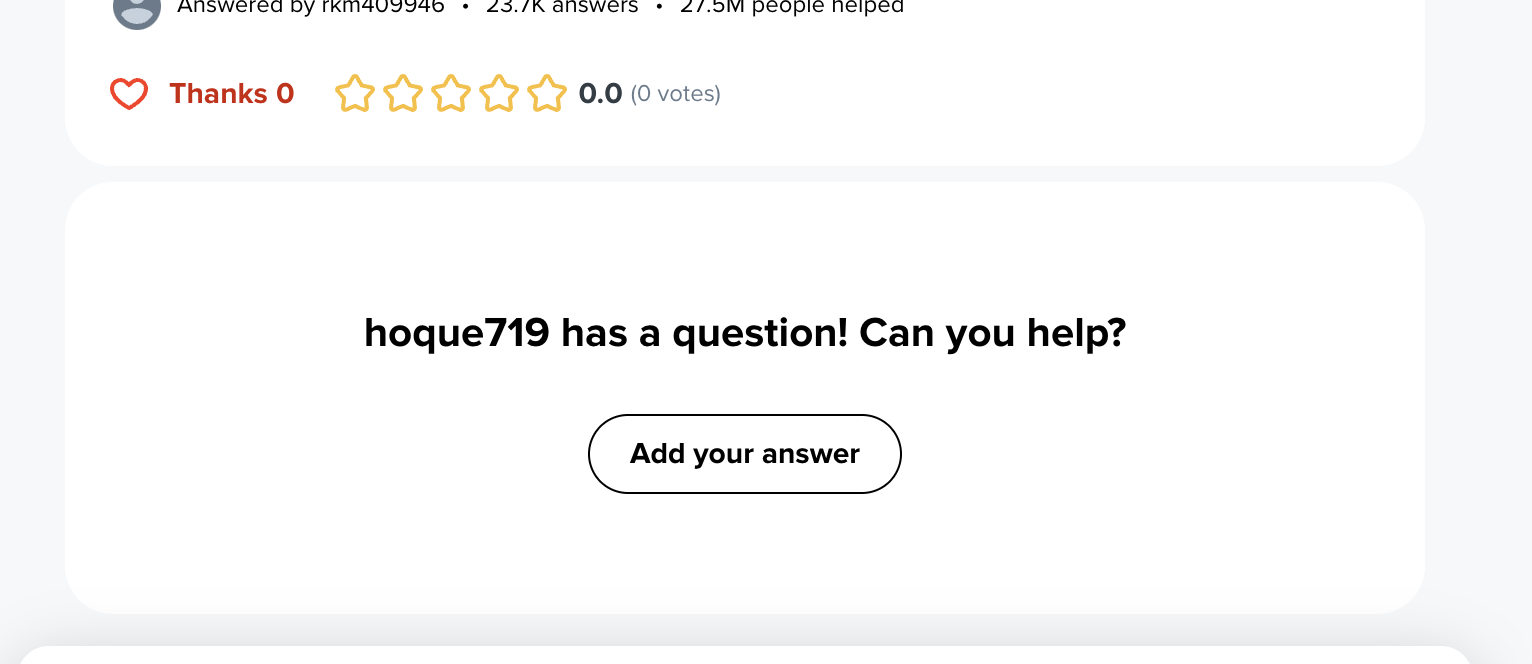 Answered by rkm409946 • 23.7K answers • 27.5M people helped
Thanks 0 0.0 (0 votes)
hoque719 has a question! Can you help?
Add your answer